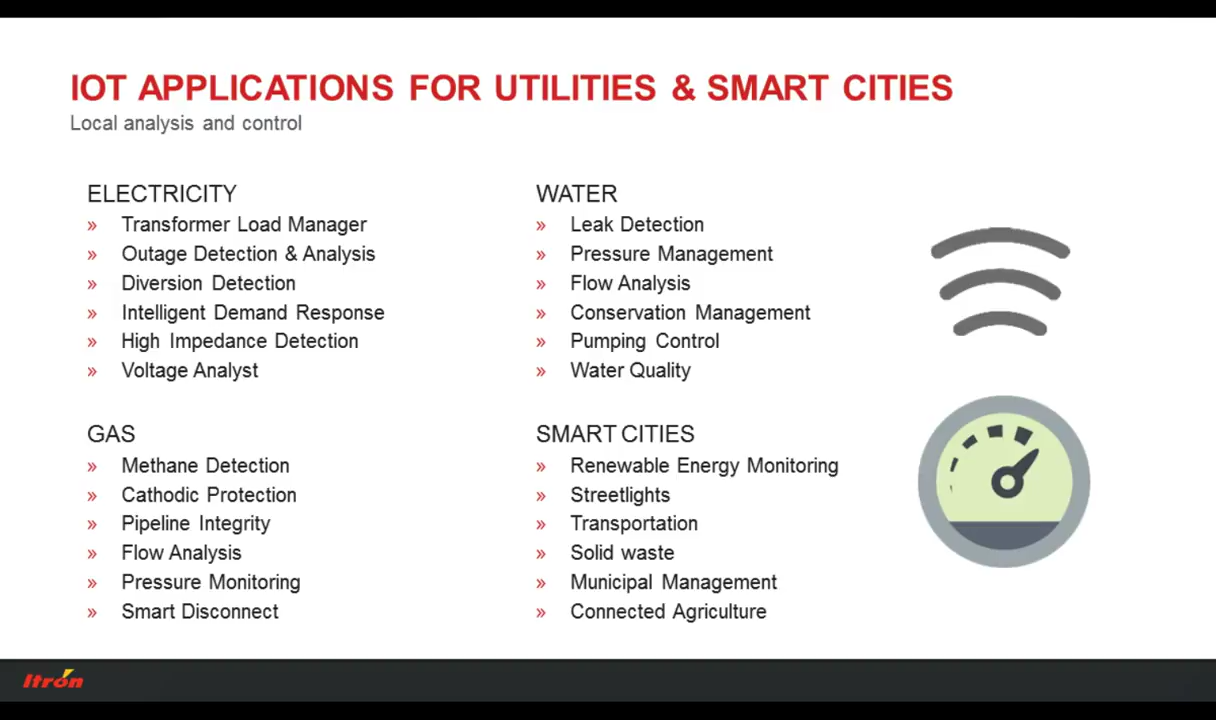 IOT APPLICATIONS FOR UTILITIES & SMART CITIES
Local analysis and control
ELECTRICITY
» Transformer Load Manager
» Outage Detection & Analysis
» Diversion Detection
» Intelligent Demand Response
» High Impedance Detection
» Voltage Analyst
WATER
» Leak Detection
» Pressure Management
» Flow Analysis
» Conservation Management
» Pumping Control
» Water Quality
GAS
» Methane Detection
» Cathodic Protection
» Pipeline Integrity
» Flow Analysis
» Pressure Monitoring
» Smart Disconnect
SMART CITIES
» Renewable Energy Monitoring
» Streetlights
» Transportation
» Solid waste
» Municipal Management
» Connected Agriculture
Itron